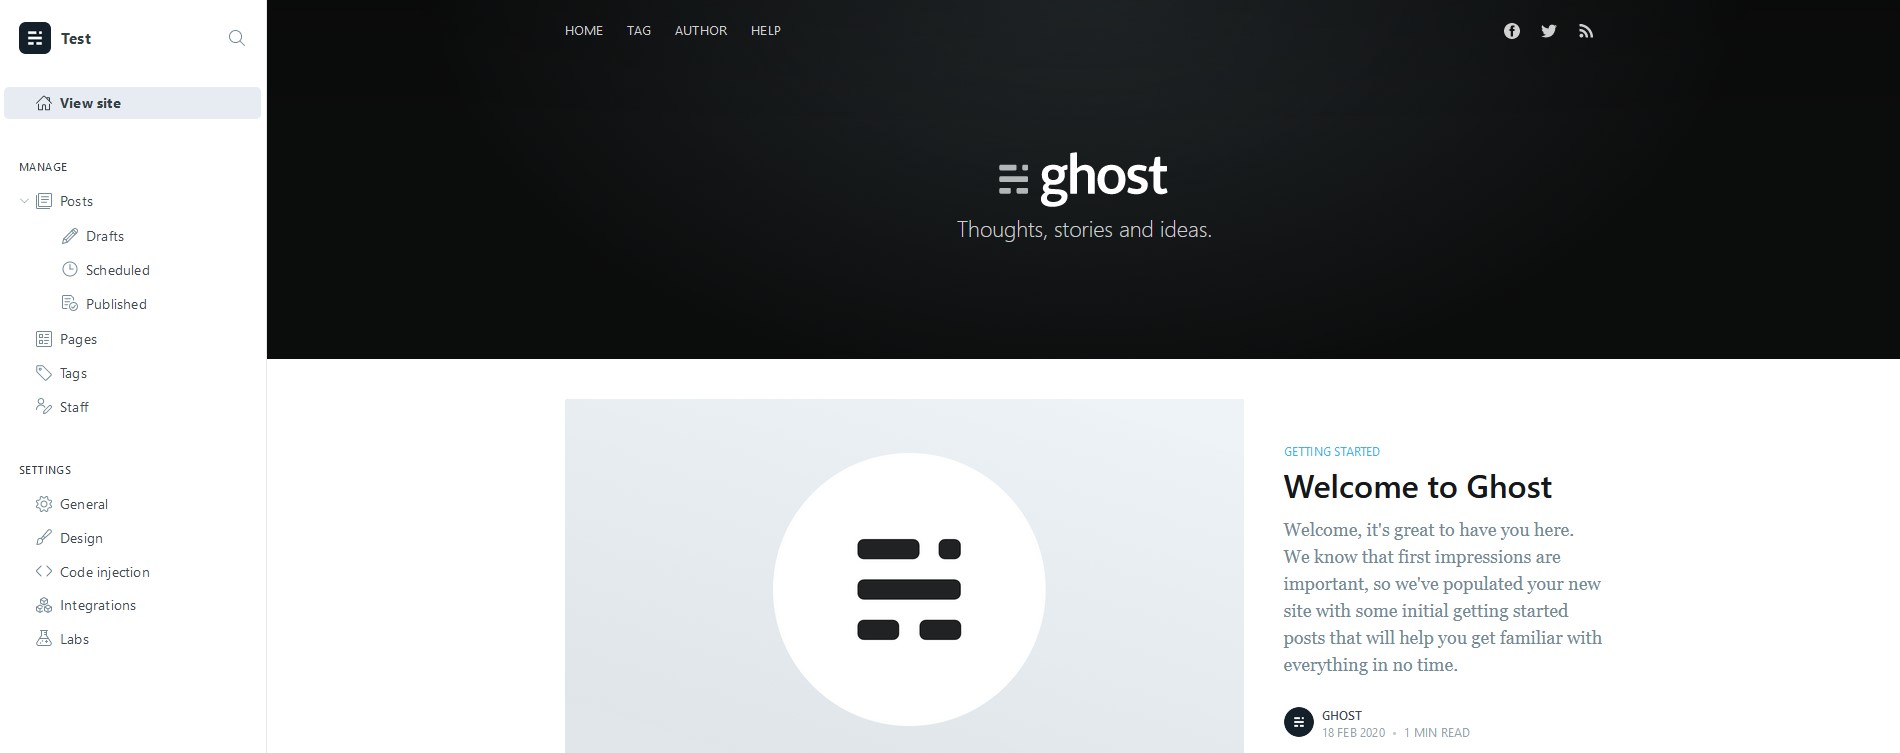 Test
View site
MANAGE
Posts
Drafts
Scheduled
Published
Pages
Tags
Staff
SETTINGS
General
Design
Code injection
Integrations
Labs
HOME TAG AUTHOR HELP
ghost
Thoughts, stories and ideas.
GETTING STARTED
Welcome to Ghost
Welcome, it's great to have you here.
We know that first impressions are
important, so we've populated your new
site with some initial getting started
posts that will help you get familiar with
everything in no time.
GHOST
18 FEB 2020 • 1 MIN READ